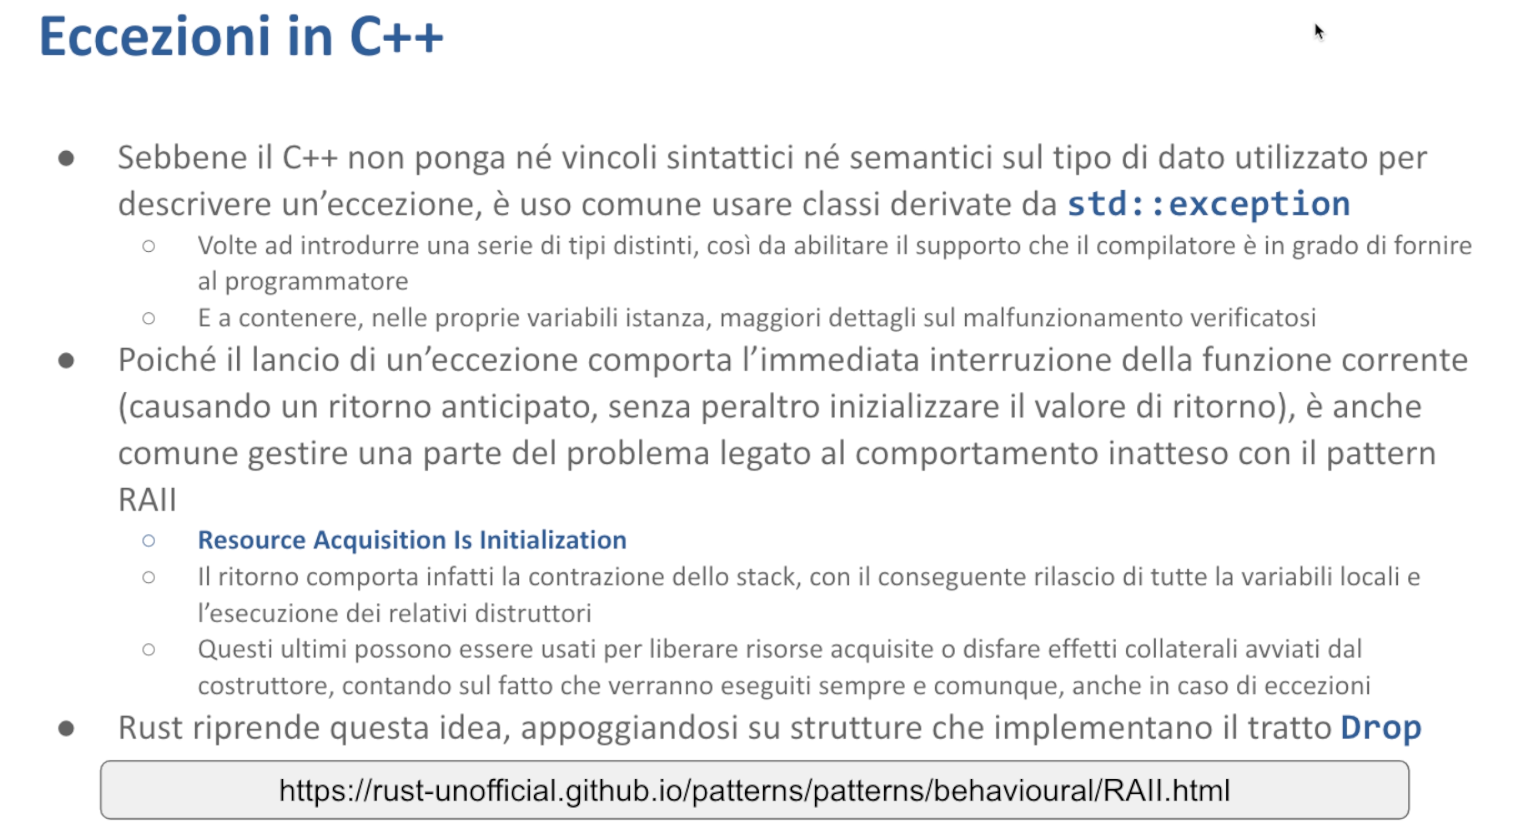 Eccezioni in C++
● Sebbene il C++ non ponga né vincoli sintattici né semantici sul tipo di dato utilizzato per
descrivere un'eccezione, è uso comune usare classi derivate da std::exception
○ Volte ad introdurre una serie di tipi distinti, così da abilitare il supporto che il compilatore è in grado di fornire
al programmatore
○ E a contenere, nelle proprie variabili istanza, maggiori dettagli sul malfunzionamento verificatosi
● Poiché il lancio di un'eccezione comporta l'immediata interruzione della funzione corrente
(causando un ritorno anticipato, senza peraltro inizializzare il valore di ritorno), è anche
comune gestire una parte del problema legato al comportamento inatteso con il pattern
RAII
○ Resource Acquisition Is Initialization
○ Il ritorno comporta infatti la contrazione dello stack, con il conseguente rilascio di tutte la variabili locali e
l'esecuzione dei relativi distruttori
○ Questi ultimi possono essere usati per liberare risorse acquisite o disfare effetti collaterali avviati dal
costruttore, contando sul fatto che verranno eseguiti sempre e comunque, anche in caso di eccezioni
● Rust riprende questa idea, appoggiandosi su strutture che implementano il tratto Drop
https://rust-unofficial.github.io/patterns/patterns/behavioural/RAII.html